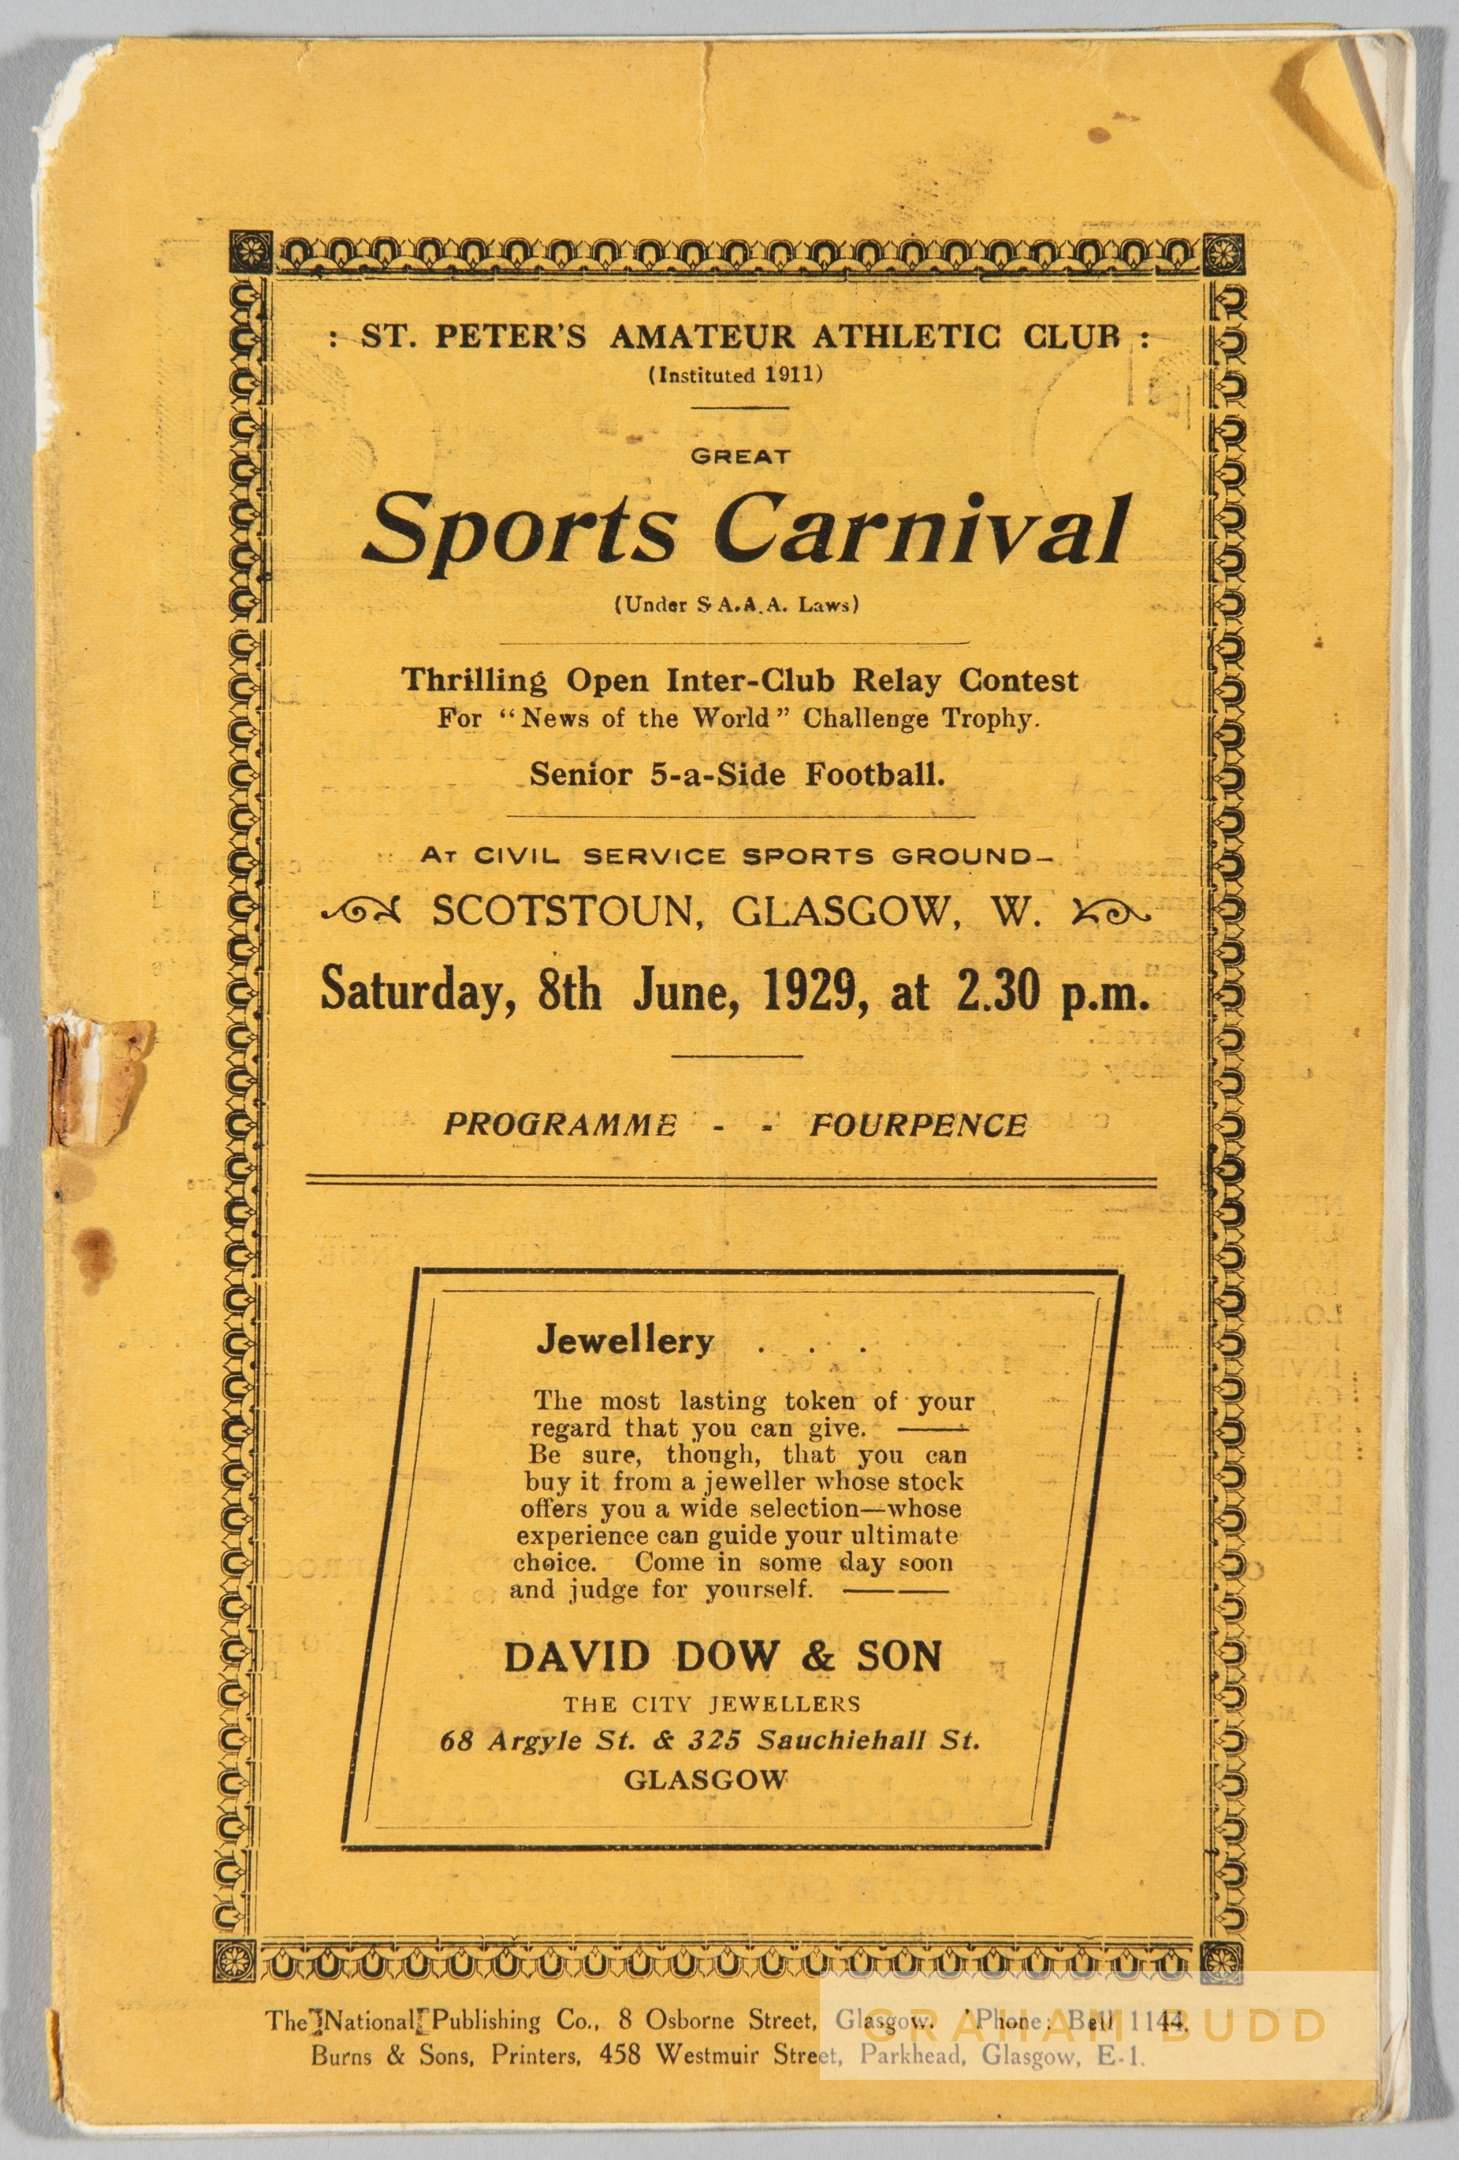 : ST. PETER'S AMATEUR ATHLETIC CLUB :
(Instituted 1911)
GREAT
Sports Carnival
(Under S A.A.A. Laws)
Thrilling Open Inter-Club Relay Contest
For "News of the World" Challenge Trophy.
Senior 5-a-Side Football.
AT CIVIL SERVICE SPORTS GROUND—
SCOTSTOUN, GLASGOW, W.
Saturday, 8th June, 1929, at 2.30 p.m.
PROGRAMME - - FOURPENCE
Jewellery . . .
The most lasting token of your
regard that you can give. ——
Be sure, though, that you can
buy it from a jeweller whose stock
offers you a wide selection—whose
experience can guide your ultimate
choice. Come in some day soon
and judge for yourself. ———
DAVID DOW & SON
THE CITY JEWELLERS
68 Argyle St. & 325 Sauchiehall St.
GLASGOW
The National Publishing Co., 8 Osborne Street, Glasgow. 'Phone: Bell 1144.
Burns & Sons, Printers, 458 Westmuir Street, Parkhead, Glasgow, E.1.
GRAHAM BUDD